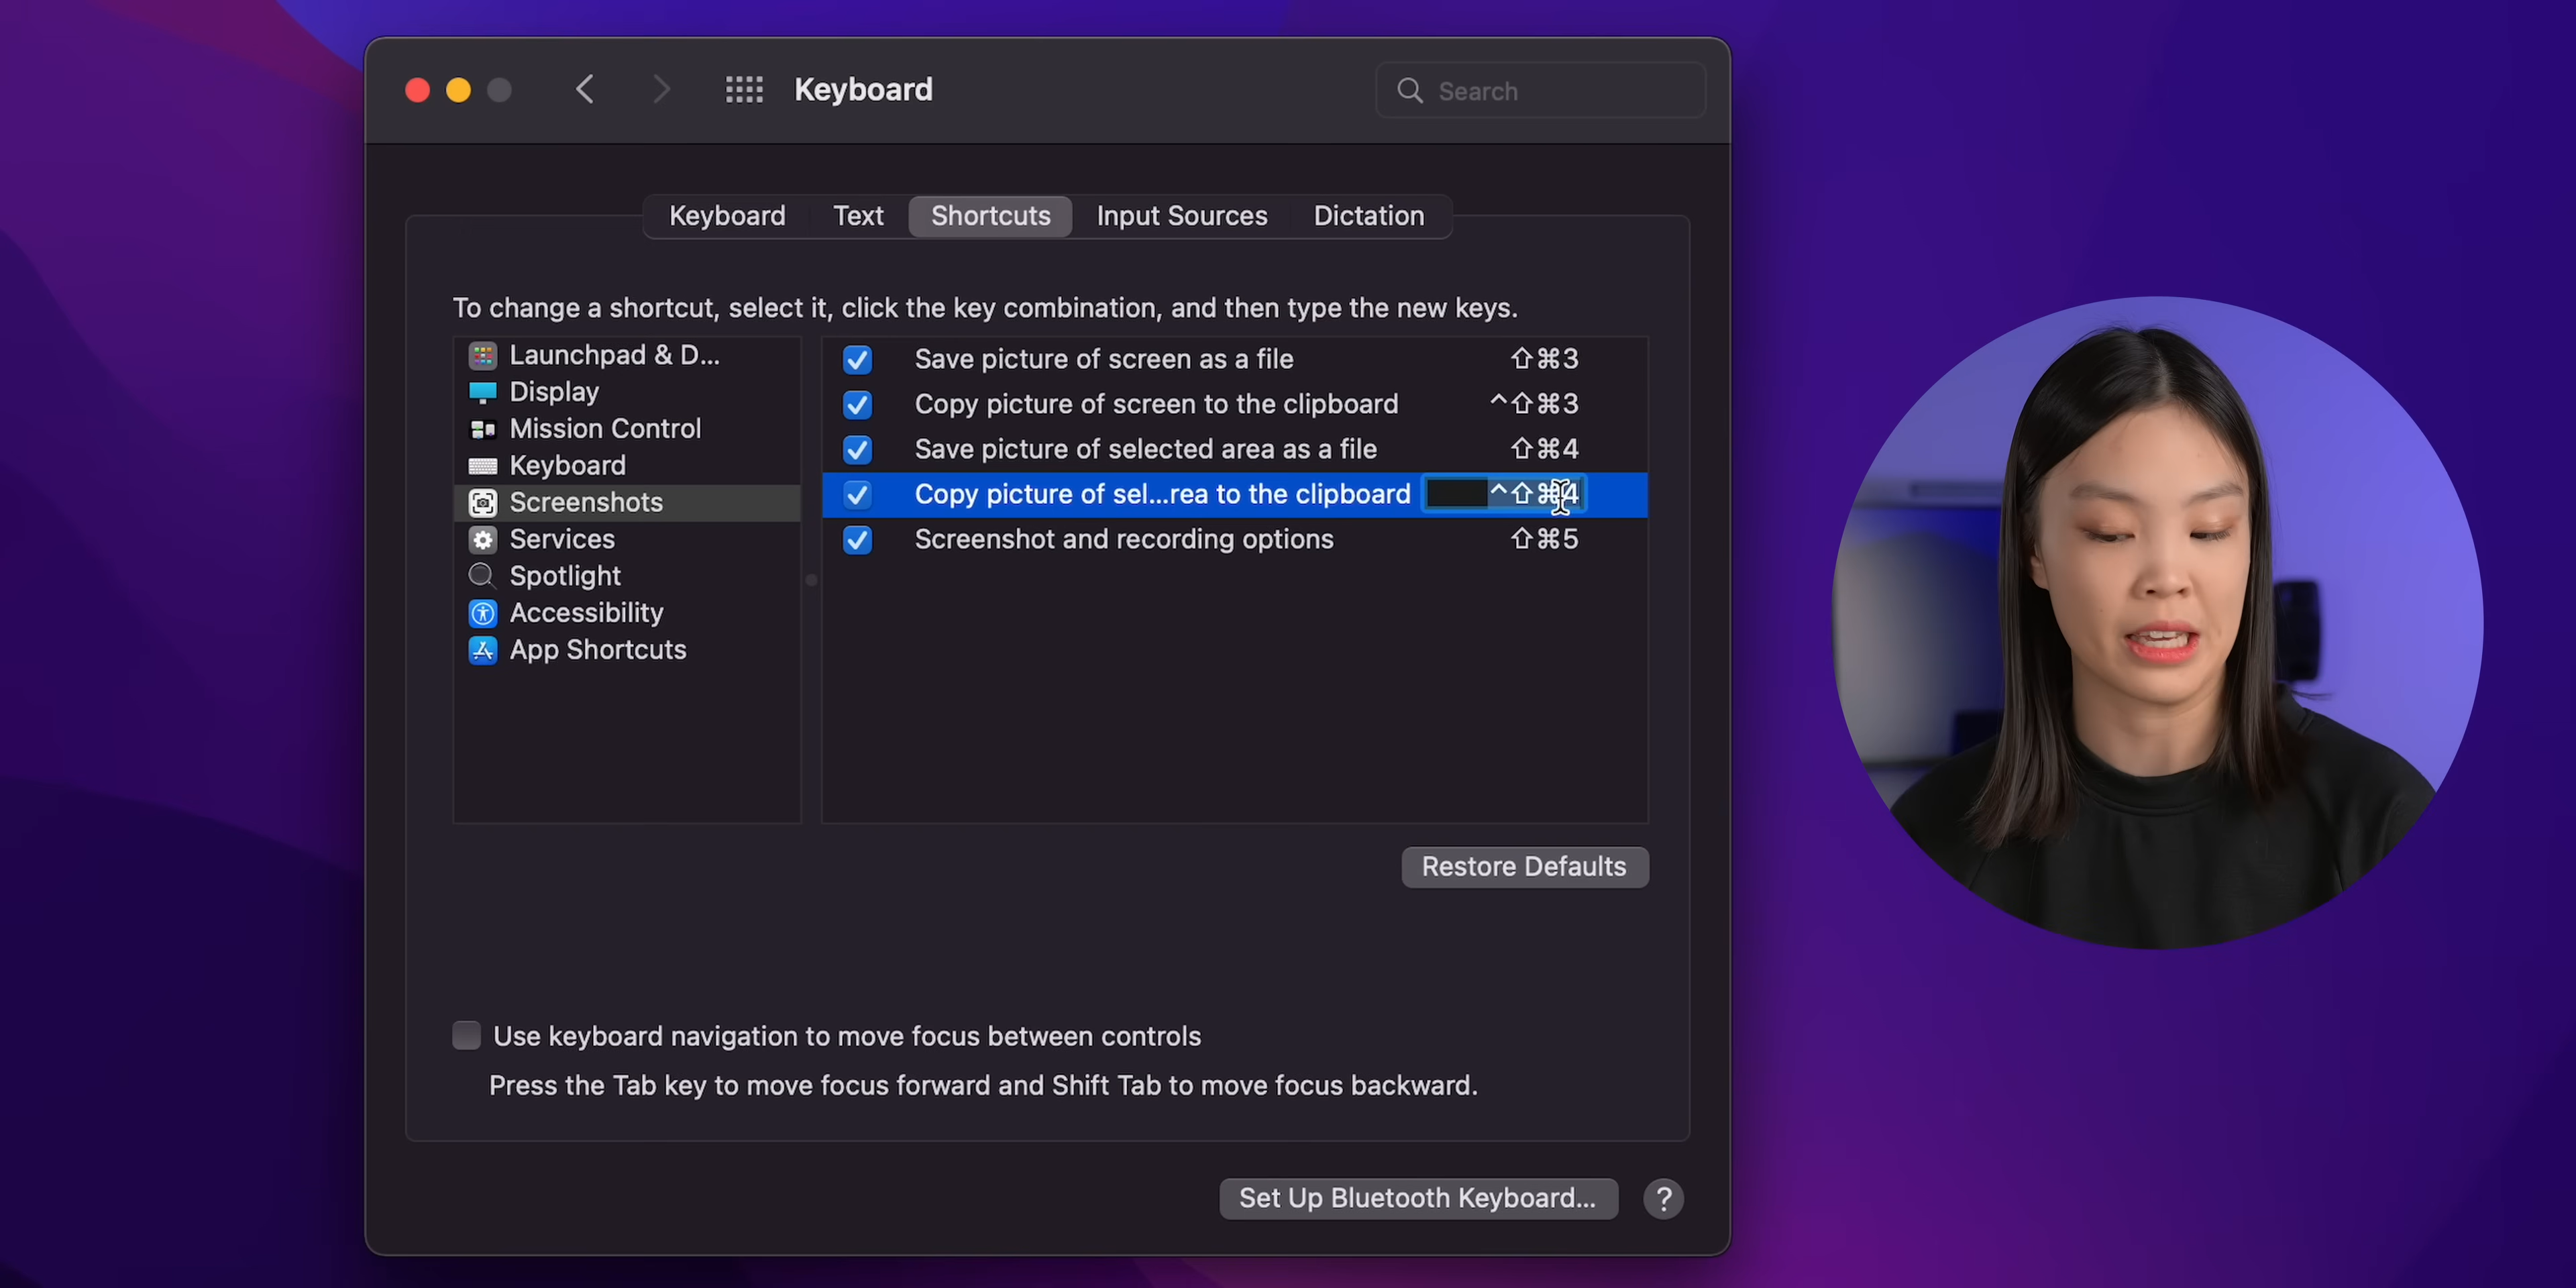 Keyboard
Search
Keyboard Text Shortcuts Input Sources Dictation
To change a shortcut, select it, click the key combination, and then type the new keys.
Launchpad & D...
Display
Mission Control
Keyboard
Screenshots
Services
Spotlight
Accessibility
App Shortcuts
Save picture of screen as a file ⇧⌘3
Copy picture of screen to the clipboard ^⇧⌘3
Save picture of selected area as a file ⇧⌘4
Copy picture of sel...rea to the clipboard ^⇧⌘4
Screenshot and recording options ⇧⌘5
Restore Defaults
Use keyboard navigation to move focus between controls
Press the Tab key to move focus forward and Shift Tab to move focus backward.
Set Up Bluetooth Keyboard... ?